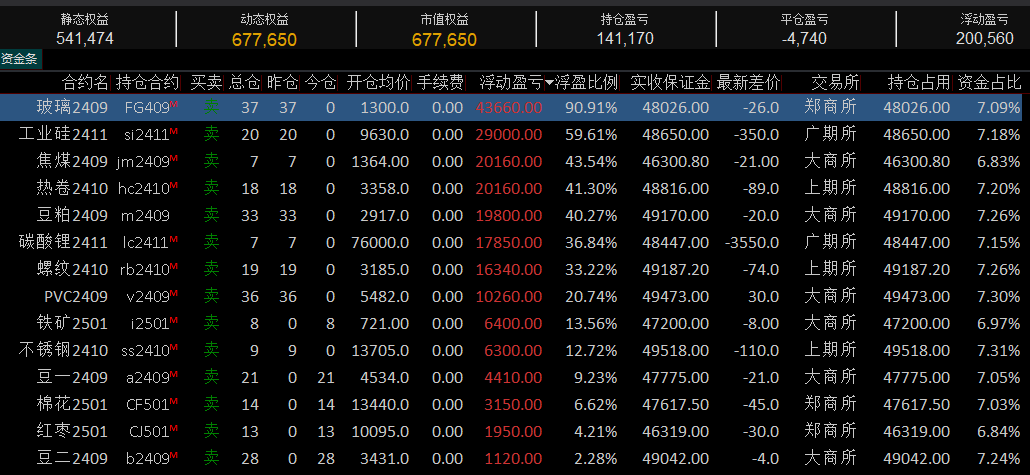 静态权益 动态权益 市值权益 持仓盈亏 平仓盈亏 浮动盈亏
541,474 677,650 677,650 141,170 -4,740 200,560
资金条
合约名 持仓合约 买卖 总仓 昨仓 今仓 开仓均价 手续费 浮动盈亏 浮盈比例 实收保证金 最新差价 交易所 持仓占用 资金占比
玻璃2409 FG409M 卖 37 37 0 1300.0 0.00 43660.00 90.91% 48026.00 -26.0 郑商所 48026.00 7.09%
工业硅2411 si2411M 卖 20 20 0 9630.0 0.00 29000.00 59.61% 48650.00 -350.0 广期所 48650.00 7.18%
焦煤2409 jm2409M 卖 7 7 0 1364.00 0.00 20160.00 43.54% 46300.80 -21.00 大商所 46300.80 6.83%
热卷2410 hc2410M 卖 18 18 0 3358.0 0.00 20160.00 41.30% 48816.00 -89.0 上期所 48816.00 7.20%
豆粕2409 m2409 卖 33 33 0 2917.0 0.00 19800.00 40.27% 49170.00 -20.0 大商所 49170.00 7.26%
碳酸锂2411 lc2411M 卖 7 7 0 76000.0 0.00 17850.00 36.84% 48447.00 -3550.0 广期所 48447.00 7.15%
螺纹2410 rb2410M 卖 19 19 0 3185.0 0.00 16340.00 33.22% 49187.20 -74.0 上期所 49187.20 7.26%
PVC2409 v2409M 卖 36 36 0 5482.0 0.00 10260.00 20.74% 49473.00 30.0 大商所 49473.00 7.30%
铁矿2501 i2501M 卖 8 0 8 721.00 0.00 6400.00 13.56% 47200.00 -8.00 大商所 47200.00 6.97%
不锈钢2410 ss2410M 卖 9 9 0 13705.0 0.00 6300.00 12.72% 49518.00 -110.0 上期所 49518.00 7.31%
豆一2409 a2409M 卖 21 0 21 4534.0 0.00 4410.00 9.23% 47775.00 -21.0 大商所 47775.00 7.05%
棉花2501 CF501M 卖 14 0 14 13440.0 0.00 3150.00 6.62% 47617.50 -45.0 郑商所 47617.50 7.03%
红枣2501 CJ501M 卖 13 0 13 10095.0 0.00 1950.00 4.21% 46319.00 -30.0 郑商所 46319.00 6.84%
豆二2409 b2409M 卖 28 0 28 3431.0 0.00 1120.00 2.28% 49042.00 -4.0 大商所 49042.00 7.24%